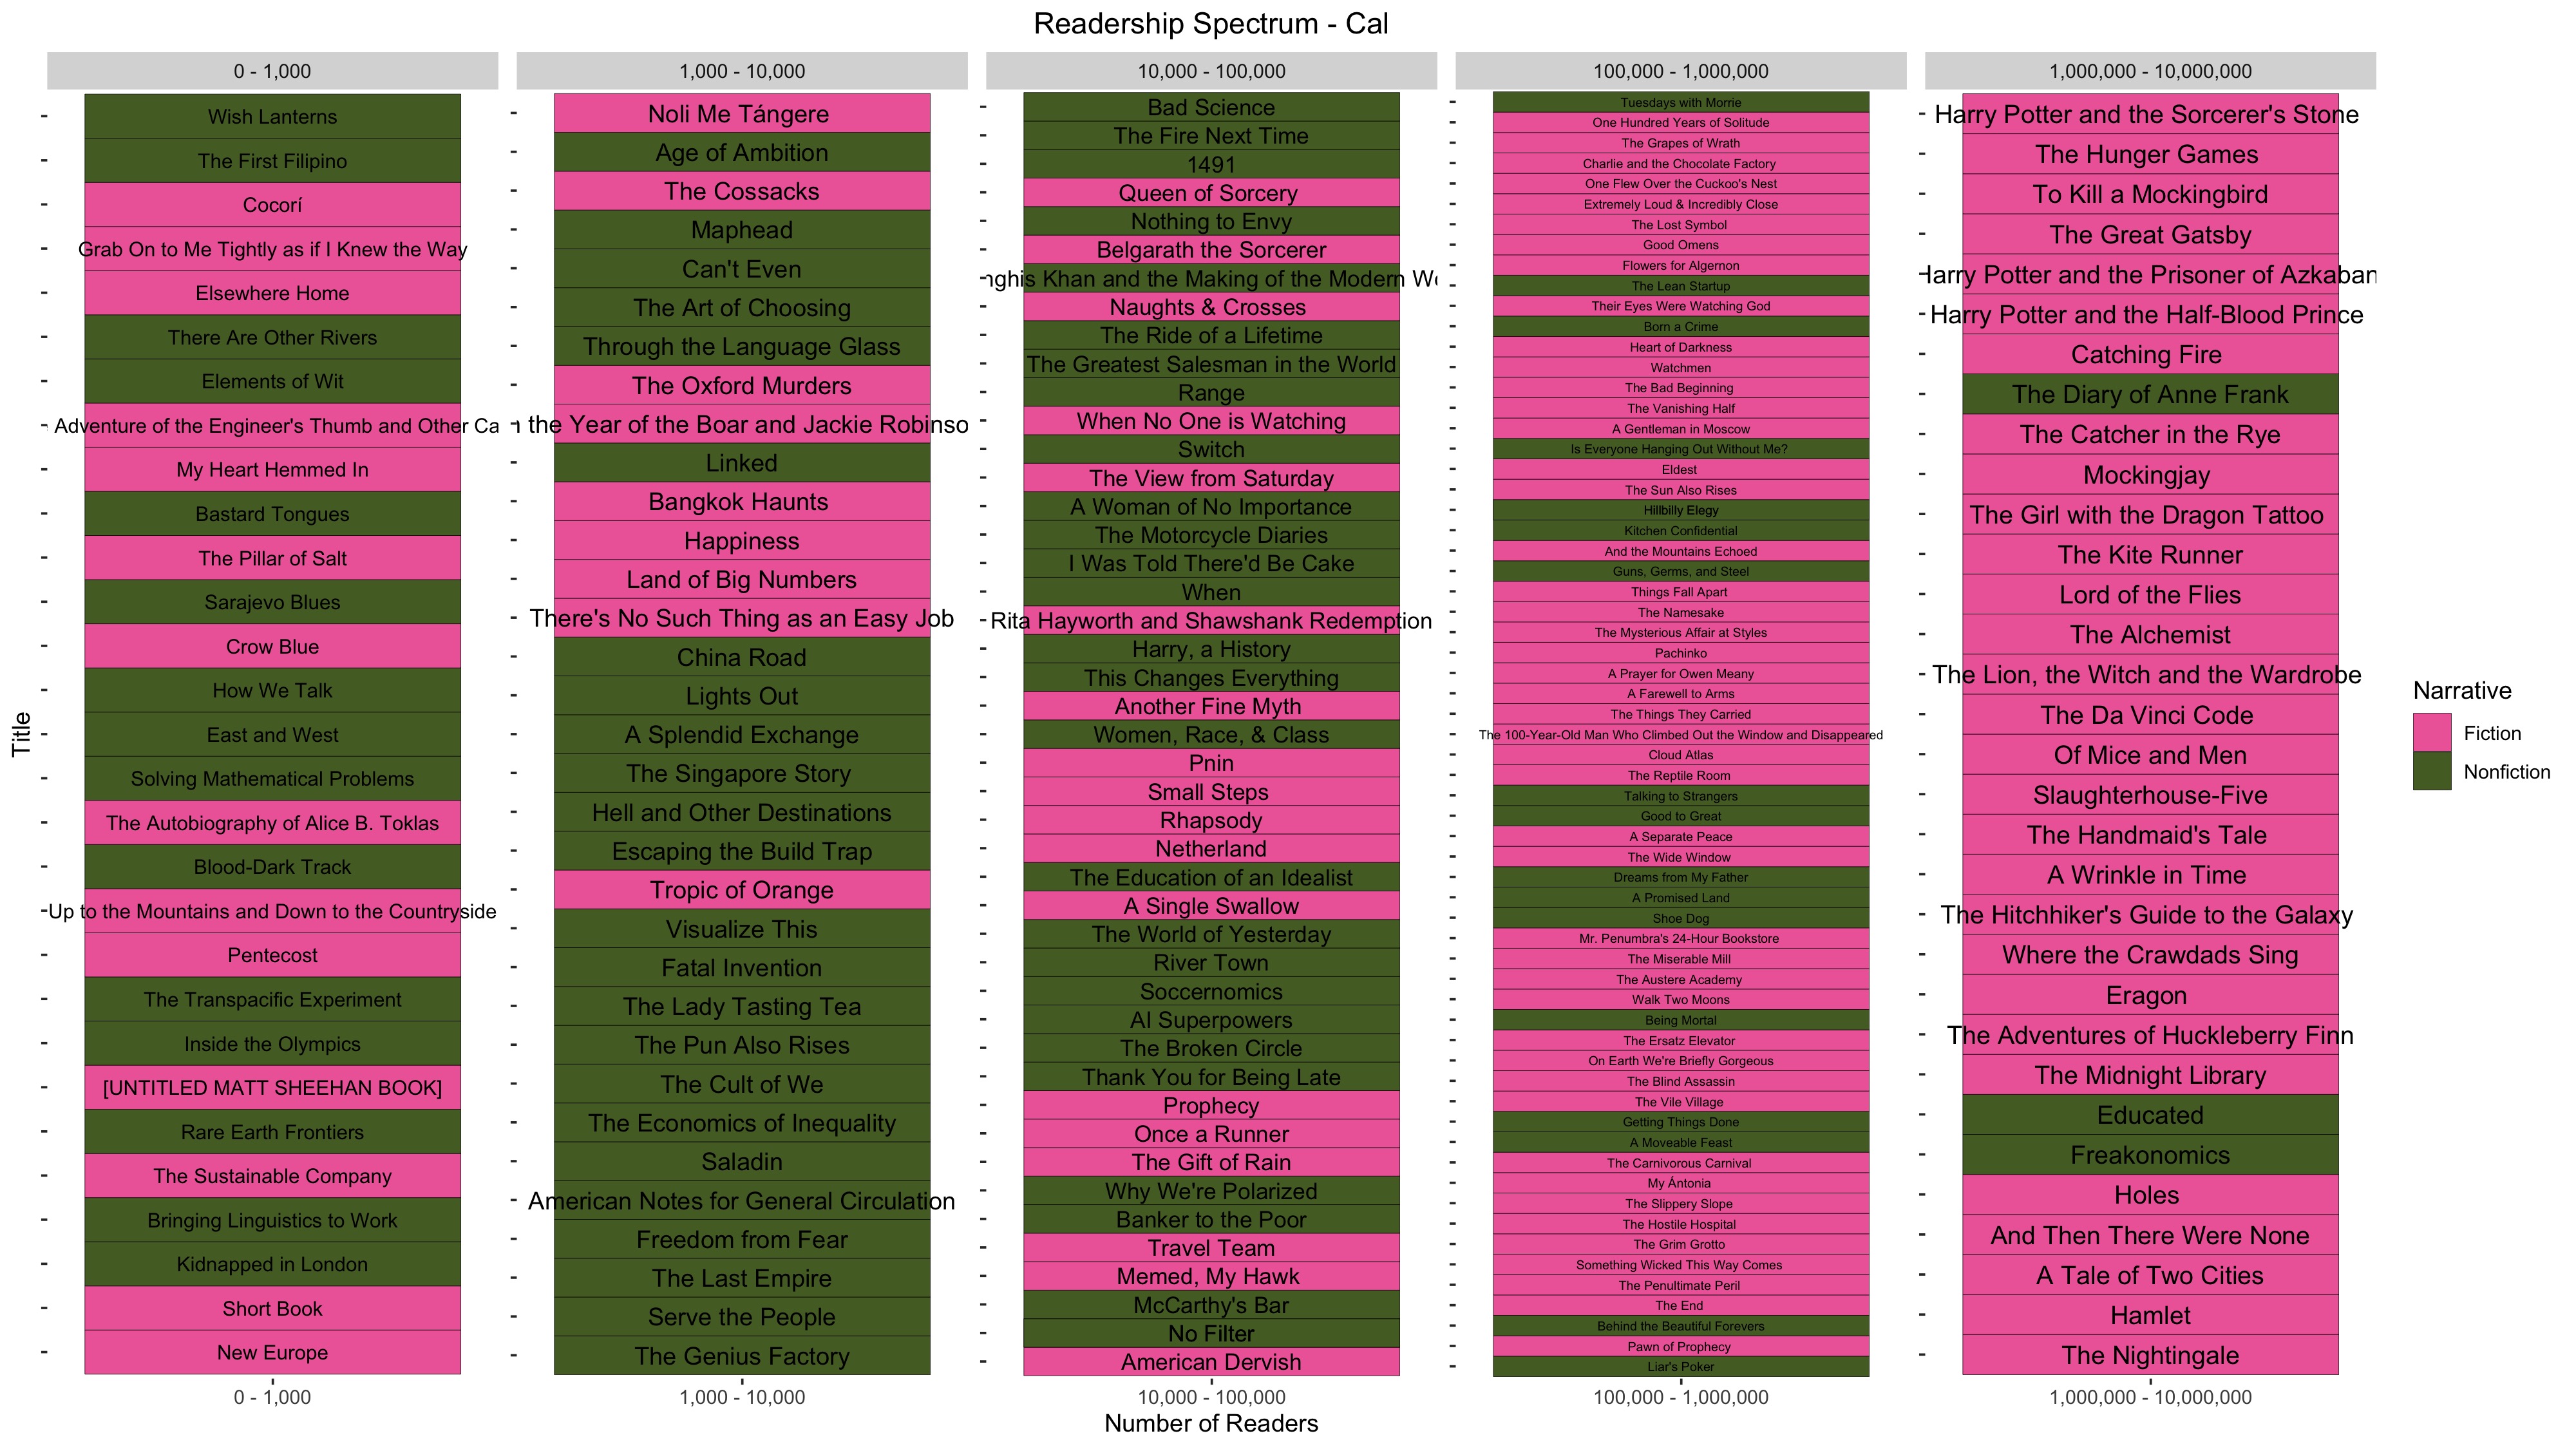 Readership Spectrum - Cal
0 - 1,000
Wish Lanterns
The First Filipino
Cocorí
Grab On to Me Tightly as if I Knew the Way
Elsewhere Home
There Are Other Rivers
Elements of Wit
Adventure of the Engineer's Thumb and Other Ca
My Heart Hemmed In
Bastard Tongues
The Pillar of Salt
Sarajevo Blues
Crow Blue
How We Talk
East and West
Solving Mathematical Problems
The Autobiography of Alice B. Toklas
Blood-Dark Track
Up to the Mountains and Down to the Countryside
Pentecost
The Transpacific Experiment
Inside the Olympics
[UNTITLED MATT SHEEHAN BOOK]
Rare Earth Frontiers
The Sustainable Company
Bringing Linguistics to Work
Kidnapped in London
Short Book
New Europe
0 - 1,000
1,000 - 10,000
Noli Me Tángere
Age of Ambition
The Cossacks
Maphead
Can't Even
The Art of Choosing
Through the Language Glass
The Oxford Murders
the Year of the Boar and Jackie Robinso
Linked
Bangkok Haunts
Happiness
Land of Big Numbers
There's No Such Thing as an Easy Job
China Road
Lights Out
A Splendid Exchange
The Singapore Story
Hell and Other Destinations
Escaping the Build Trap
Tropic of Orange
Visualize This
Fatal Invention
The Lady Tasting Tea
The Pun Also Rises
The Cult of We
The Economics of Inequality
Saladin
American Notes for General Circulation
Freedom from Fear
The Last Empire
Serve the People
The Genius Factory
1,000 - 10,000
10,000 - 100,000
Bad Science
The Fire Next Time
1491
Queen of Sorcery
Nothing to Envy
Belgarath the Sorcerer
nghis Khan and the Making of the Modern W
Naughts & Crosses
The Ride of a Lifetime
The Greatest Salesman in the World
Range
When No One is Watching
Switch
The View from Saturday
A Woman of No Importance
The Motorcycle Diaries
I Was Told There'd Be Cake
When
Rita Hayworth and Shawshank Redemption
Harry, a History
This Changes Everything
Another Fine Myth
Women, Race, & Class
Pnin
Small Steps
Rhapsody
Netherland
The Education of an Idealist
A Single Swallow
The World of Yesterday
River Town
Soccernomics
AI Superpowers
The Broken Circle
Thank You for Being Late
Prophecy
Once a Runner
The Gift of Rain
Why We're Polarized
Banker to the Poor
Travel Team
Memed, My Hawk
McCarthy's Bar
No Filter
American Dervish
10,000 - 100,000
100,000 - 1,000,000
Tuesdays with Morrie
One Hundred Years of Solitude
The Grapes of Wrath
Charlie and the Chocolate Factory
One Flew Over the Cuckoo's Nest
Extremely Loud & Incredibly Close
The Lost Symbol
Good Omens
Flowers for Algernon
The Lean Startup
Their Eyes Were Watching God
Born a Crime
Heart of Darkness
Watchmen
The Bad Beginning
The Vanishing Half
A Gentleman in Moscow
Is Everyone Hanging Out Without Me?
Eldest
The Sun Also Rises
Hillbilly Elegy
Kitchen Confidential
And the Mountains Echoed
Guns, Germs, and Steel
Things Fall Apart
The Namesake
The Mysterious Affair at Styles
Pachinko
A Prayer for Owen Meany
A Farewell to Arms
The Things They Carried
The 100-Year-Old Man Who Climbed Out the Window and Disappeared
Cloud Atlas
The Reptile Room
Talking to Strangers
Good to Great
A Separate Peace
The Wide Window
Dreams from My Father
A Promised Land
Shoe Dog
Mr. Penumbra's 24-Hour Bookstore
The Miserable Mill
The Austere Academy
Walk Two Moons
Being Mortal
The Ersatz Elevator
On Earth We're Briefly Gorgeous
The Blind Assassin
The Vile Village
Getting Things Done
A Moveable Feast
The Carnivorous Carnival
My Ántonia
The Slippery Slope
The Hostile Hospital
The Grim Grotto
Something Wicked This Way Comes
The Penultimate Peril
The End
Behind the Beautiful Forevers
Pawn of Prophecy
Liar's Poker
100,000 - 1,000,000
1,000,000 - 10,000,000
Harry Potter and the Sorcerer's Stone
The Hunger Games
To Kill a Mockingbird
The Great Gatsby
Harry Potter and the Prisoner of Azkaban
Harry Potter and the Half-Blood Prince
Catching Fire
The Diary of Anne Frank
The Catcher in the Rye
Mockingjay
The Girl with the Dragon Tattoo
The Kite Runner
Lord of the Flies
The Alchemist
The Lion, the Witch and the Wardrobe
The Da Vinci Code
Of Mice and Men
Slaughterhouse-Five
The Handmaid's Tale
A Wrinkle in Time
The Hitchhiker's Guide to the Galaxy
Where the Crawdads Sing
Eragon
The Adventures of Huckleberry Finn
The Midnight Library
Educated
Freakonomics
Holes
And Then There Were None
A Tale of Two Cities
Hamlet
The Nightingale
1,000,000 - 10,000,000
Title
Number of Readers
Narrative
Fiction
Nonfiction